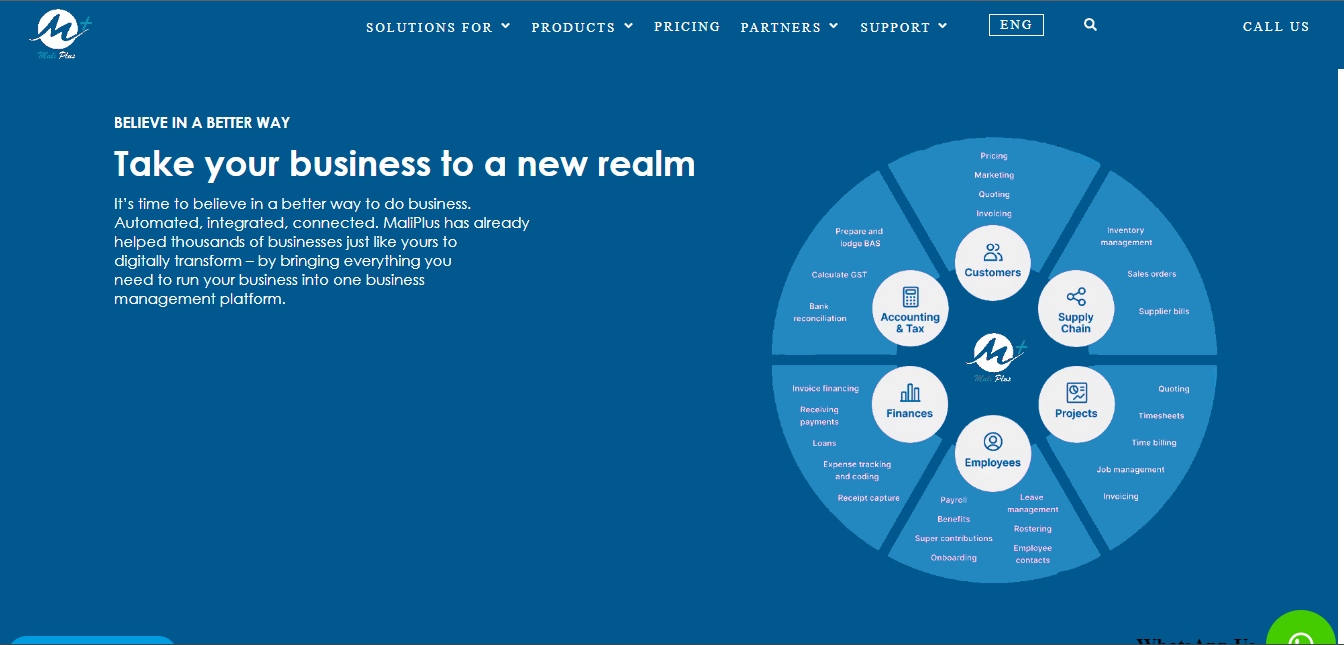 SOLUTIONS FOR
PRODUCTS
PRICING
PARTNERS
SUPPORT
ENG
CALL US
Mali Plus
BELIEVE IN A BETTER WAY
Take your business to a new realm
It's time to believe in a better way to do business.
Automated, integrated, connected. MaliPlus has already
helped thousands of businesses just like yours to
digitally transform – by bringing everything you
need to run your business into one business
management platform.
Pricing
Marketing
Quoting
Invoicing
Customers
Inventory
management
Sales orders
Supplier bills
Supply
Chain
Quoting
Timesheets
Time billing
Job management
Invoicing
Projects
Employees
Payroll
Benefits
Super contributions
Onboarding
Leave
management
Rostering
Employee
contacts
Finances
Invoice financing
Receiving
payments
Loans
Expense tracking
and coding
Receipt capture
Prepare and
lodge BAS
Calculate GST
Bank
reconciliation
Accounting
& Tax
Mali Plus
WhatsApp Us